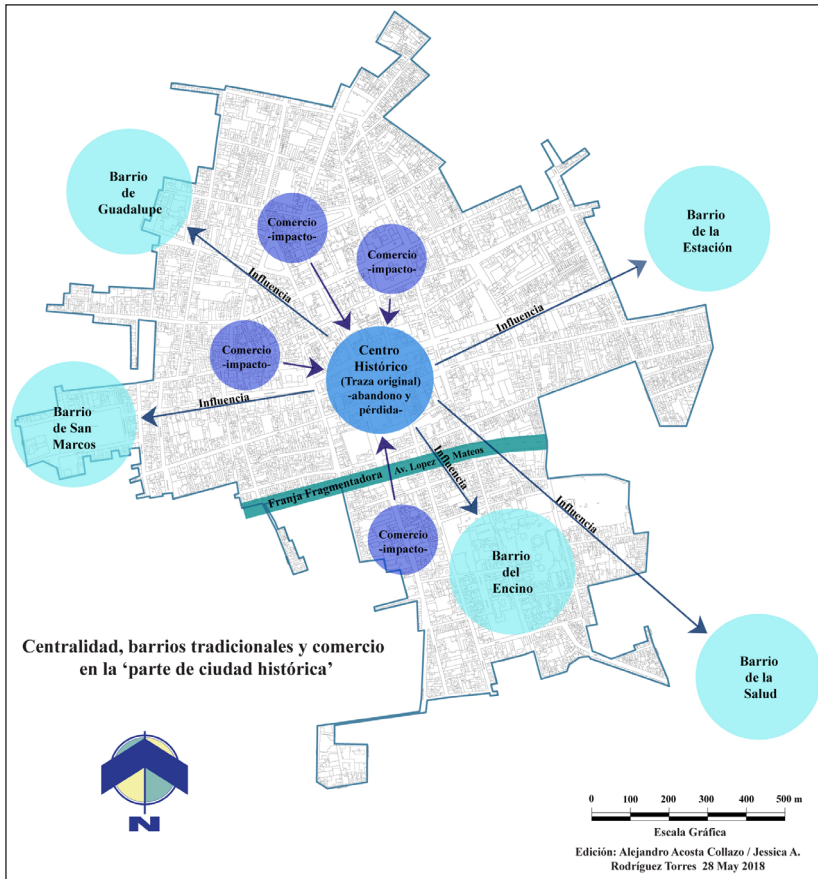 Barrio
de
Guadalupe
Comercio
-impacto-
Comercio
-impacto-
Barrio
de la
Estación
Influencia
Influencia
Comercio
-impacto-
Centro
Histórico
(Traza original)
-abandono y
pérdida-
Influencia
Barrio
de San
Marcos
Influencia
Franja Fragmentadora
Av. Lopez Mateos
Influencia
Comercio
-impacto-
Barrio
del
Encino
Centralidad, barrios tradicionales y comercio
en la ‘parte de ciudad histórica’
Barrio
de la
Salud
N
0 100 200 300 400 500 m
Escala Gráfica
Edición: Alejandro Acosta Collazo / Jessica A.
Rodríguez Torres 28 May 2018